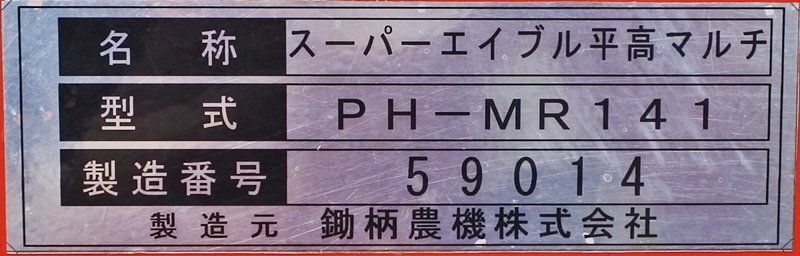 名称 スーパーエイブル平高マルチ
型式 PH-MR141
製造番号 59014
製造元 鋤柄農機株式会社